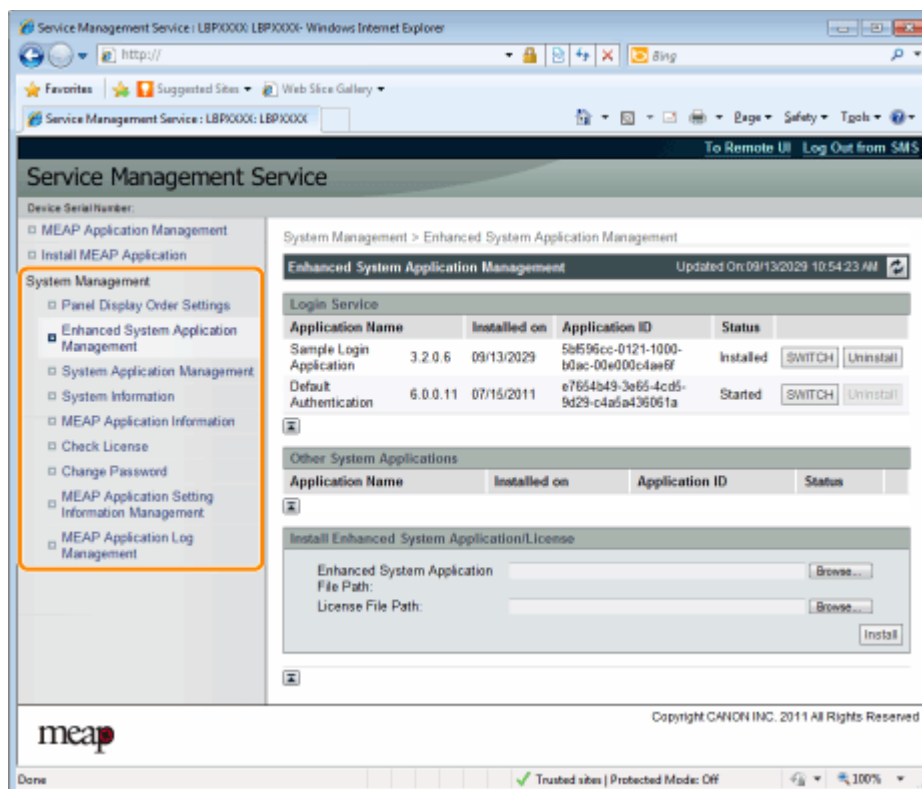 Service Management Service : LBPXXXX: LBPXXXX- Windows Internet Explorer
http://
Bing
Favorites
Suggested Sites
Web Slice Gallery
Service Management Service : LBPXXXX: LBPXXXX
Page
Safety
Tools
To Remote UI Log Out from SMS
Service Management Service
Device Serial Number:
MEAP Application Management
Install MEAP Application
System Management
Panel Display Order Settings
Enhanced System Application
Management
System Application Management
System Information
MEAP Application Information
Check License
Change Password
MEAP Application Setting
Information Management
MEAP Application Log
Management
System Management > Enhanced System Application Management
Enhanced System Application Management Updated On:09/13/2029 10:54:23 AM
Login Service
Application Name Installed on Application ID Status
Sample Login
Application 3.2.0.6 09/13/2029 5bf596cc-0121-1000-
b0ac-00e000c4ae6f Installed SWITCH Uninstall
Default
Authentication 6.0.0.11 07/15/2011 e7654b49-3e65-4cd5-
9d29-c4a5a436061a Started SWITCH Uninstall
Other System Applications
Application Name Installed on Application ID Status
Install Enhanced System Application/License
Enhanced System Application
File Path: Browse...
License File Path: Browse...
Install
Copyright CANON INC. 2011 All Rights Reserved
meap
Done
Trusted sites | Protected Mode: Off
100%